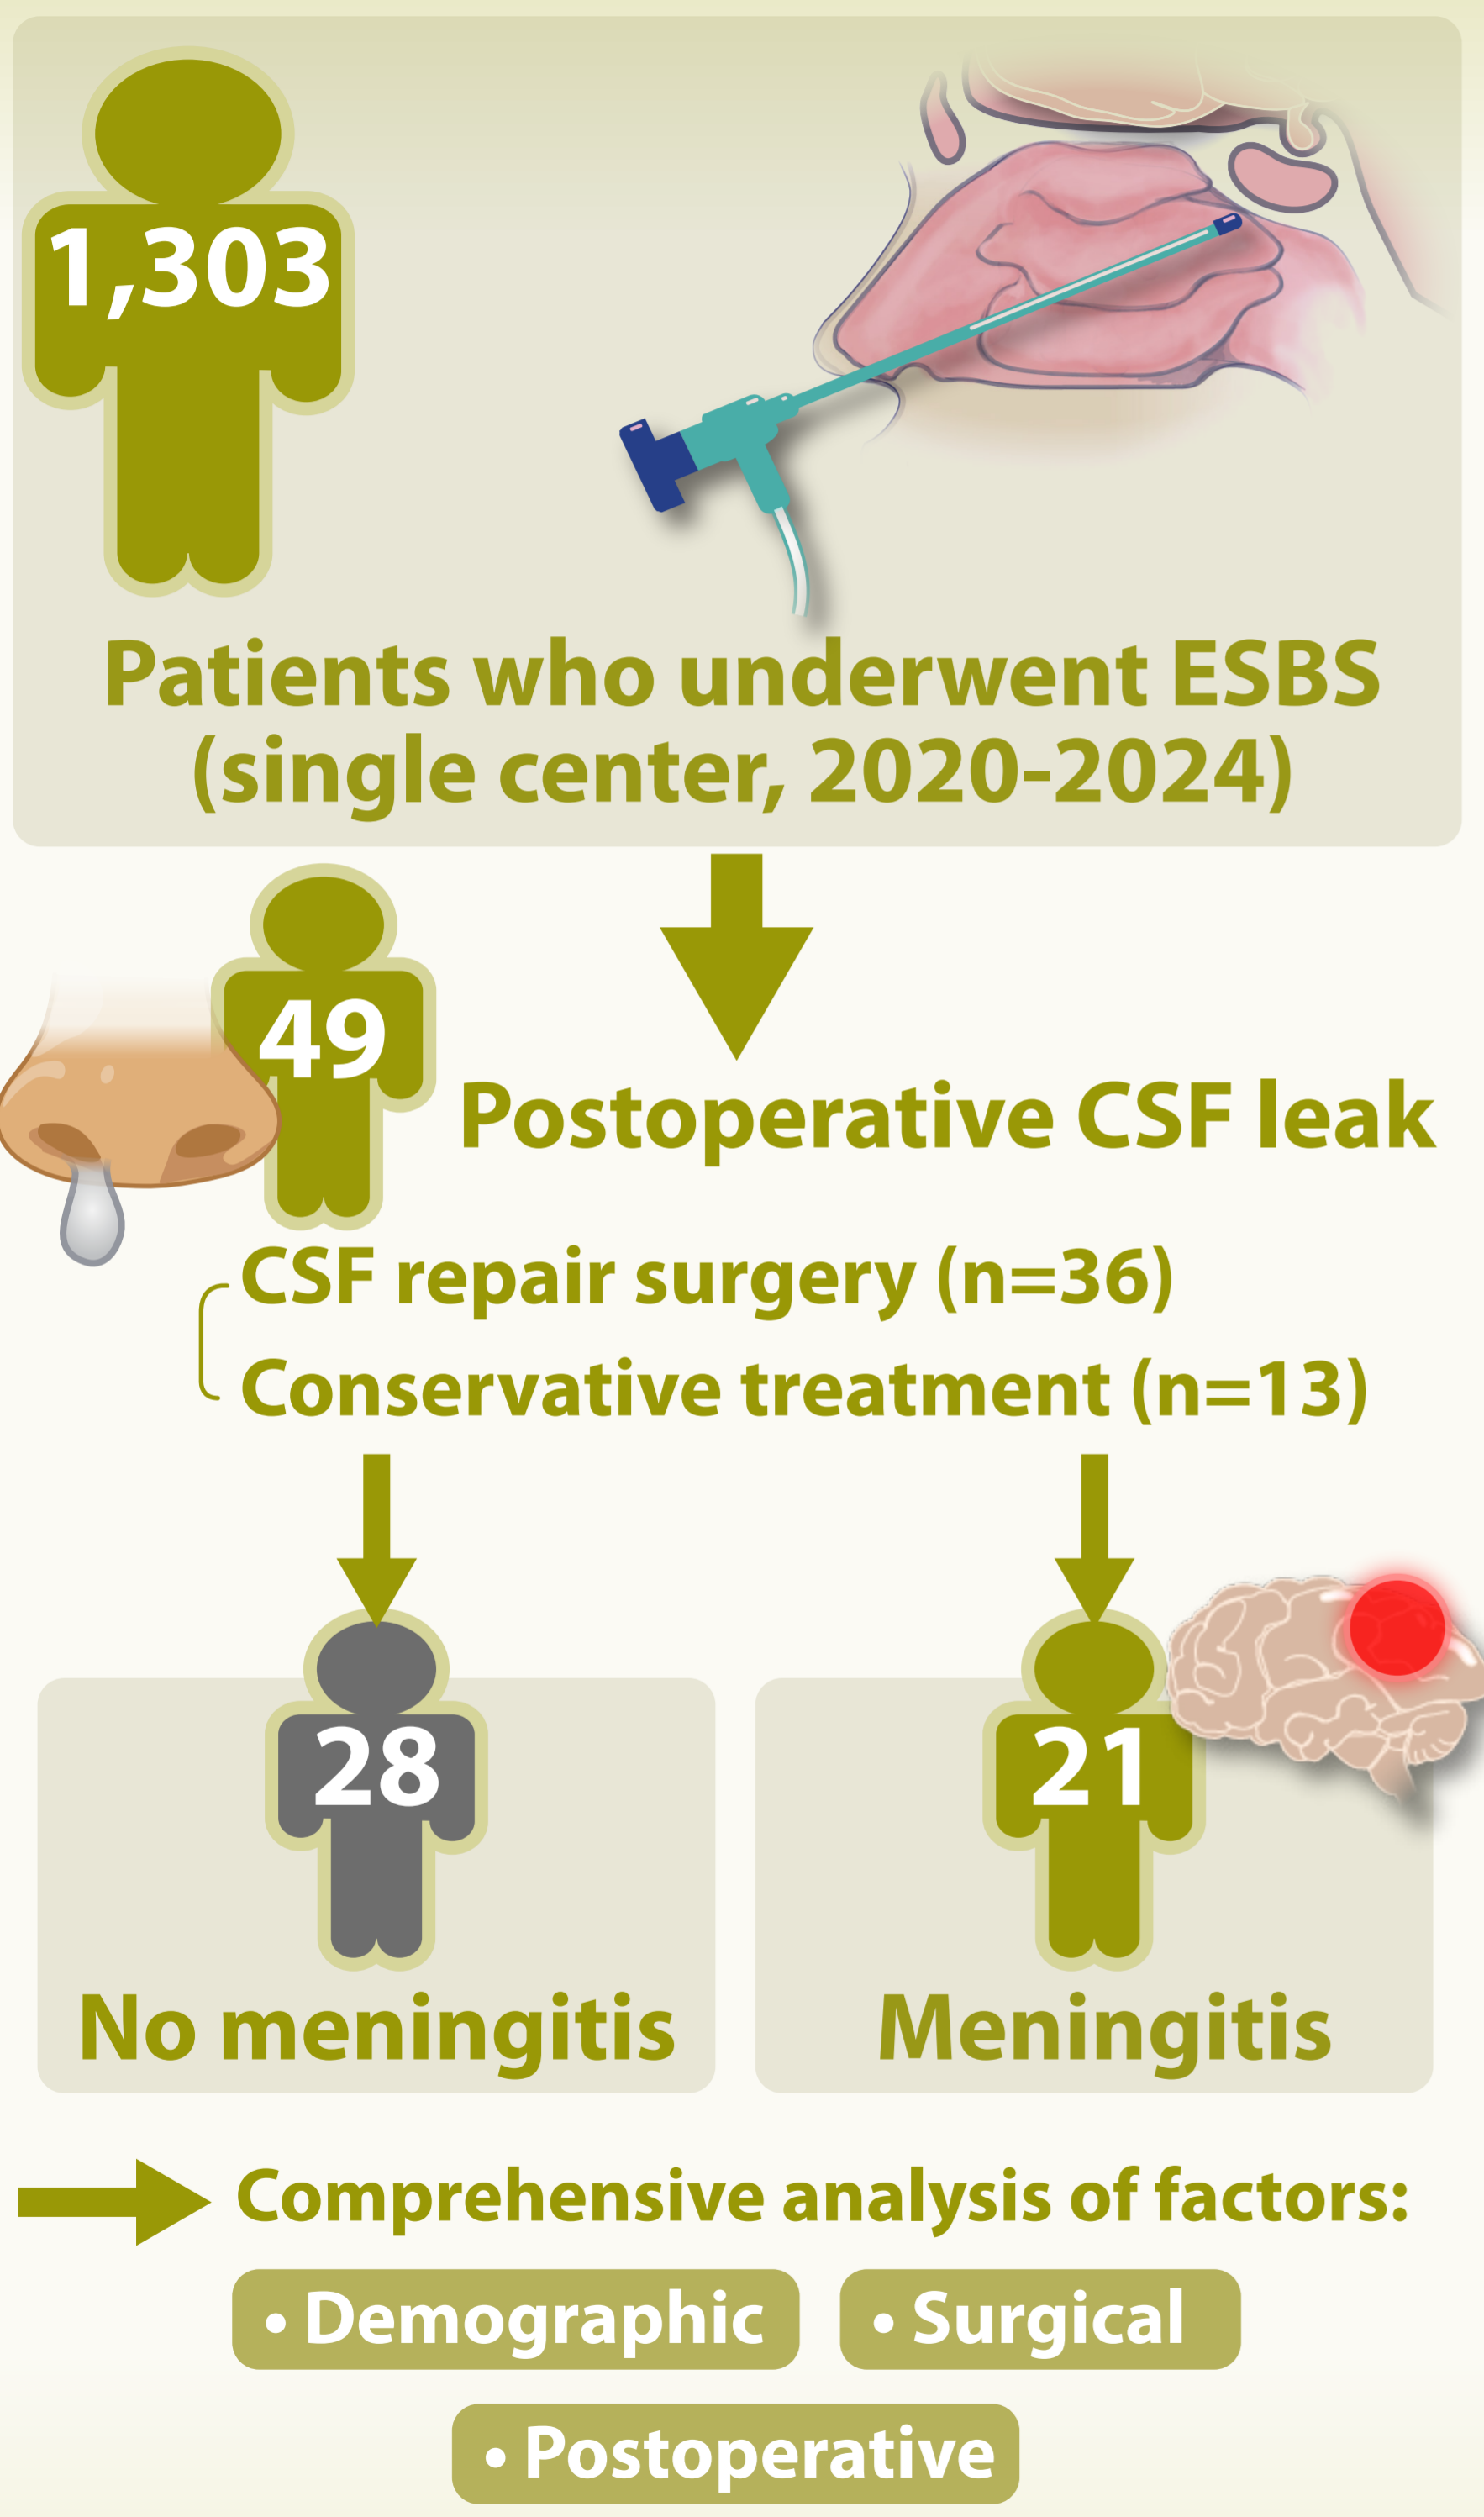 1,303
Patients who underwent ESBS
(single center, 2020-2024)
49
Postoperative CSF leak
CSF repair surgery (n=36)
Conservative treatment (n=13)
28
21
No meningitis
Meningitis
Comprehensive analysis of factors:
• Demographic
• Surgical
• Postoperative